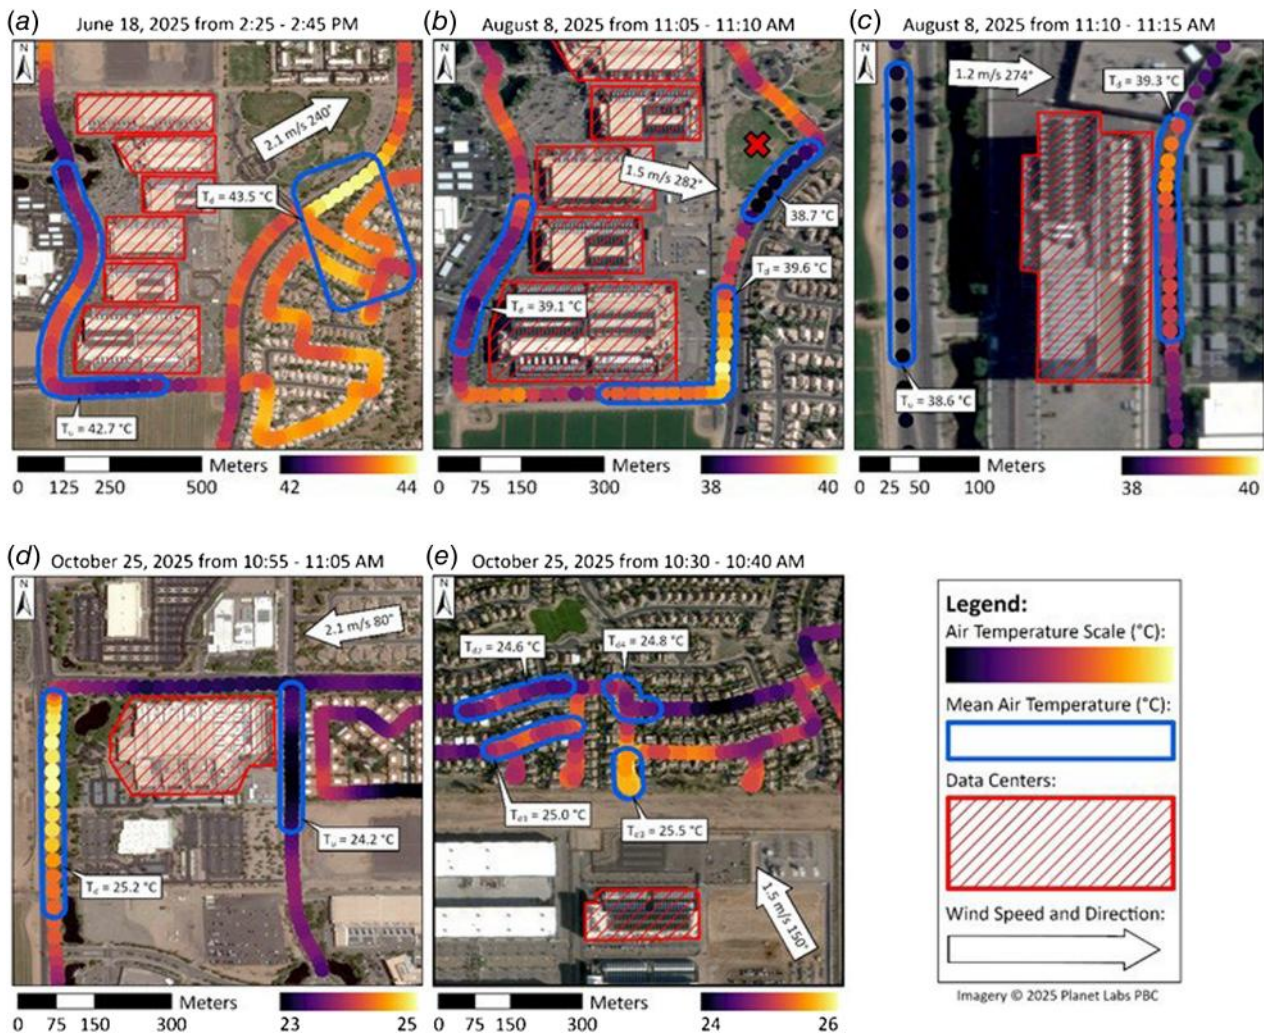 (a) June 18, 2025 from 2:25 - 2:45 PM
N
2.1 m/s 240°
Td = 43.5 °C
Tu = 42.7 °C
Meters
0 125 250 500
42 44
(b) August 8, 2025 from 11:05 - 11:10 AM
N
1.5 m/s 282°
38.7 °C
Td = 39.6 °C
Td = 39.1 °C
Meters
0 75 150 300
38 40
(c) August 8, 2025 from 11:10 - 11:15 AM
N
1.2 m/s 274°
Td = 39.3 °C
Tu = 38.6 °C
Meters
0 25 50 100
38 40
(d) October 25, 2025 from 10:55 - 11:05 AM
N
2.1 m/s 80°
Tu = 24.2 °C
Td = 25.2 °C
Meters
0 75 150 300
23 25
(e) October 25, 2025 from 10:30 - 10:40 AM
N
= 24.6 °C
Td4 = 24.8 °C
= 25.0 °C
= 25.5 °C
1.5 m/s 150°
Meters
0 75 150 300
24 26
Legend:
Air Temperature Scale (°C):
Mean Air Temperature (°C):
Data Centers:
Wind Speed and Direction:
Imagery © 2025 Planet Labs PBC